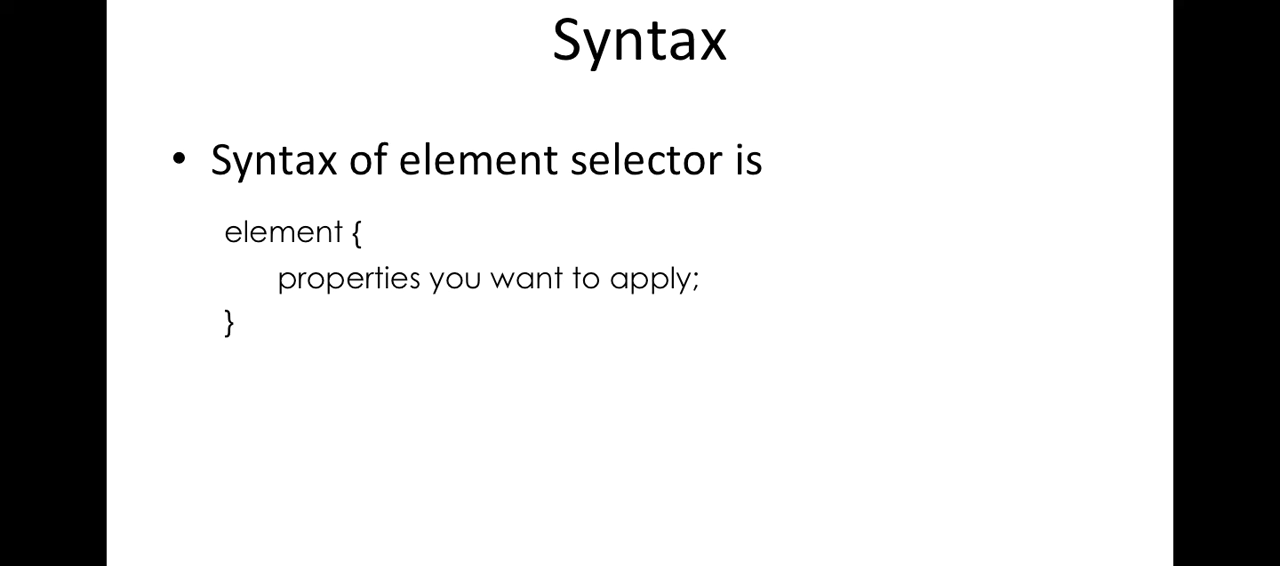 Syntax
• Syntax of element selector is
element {
properties you want to apply;
}